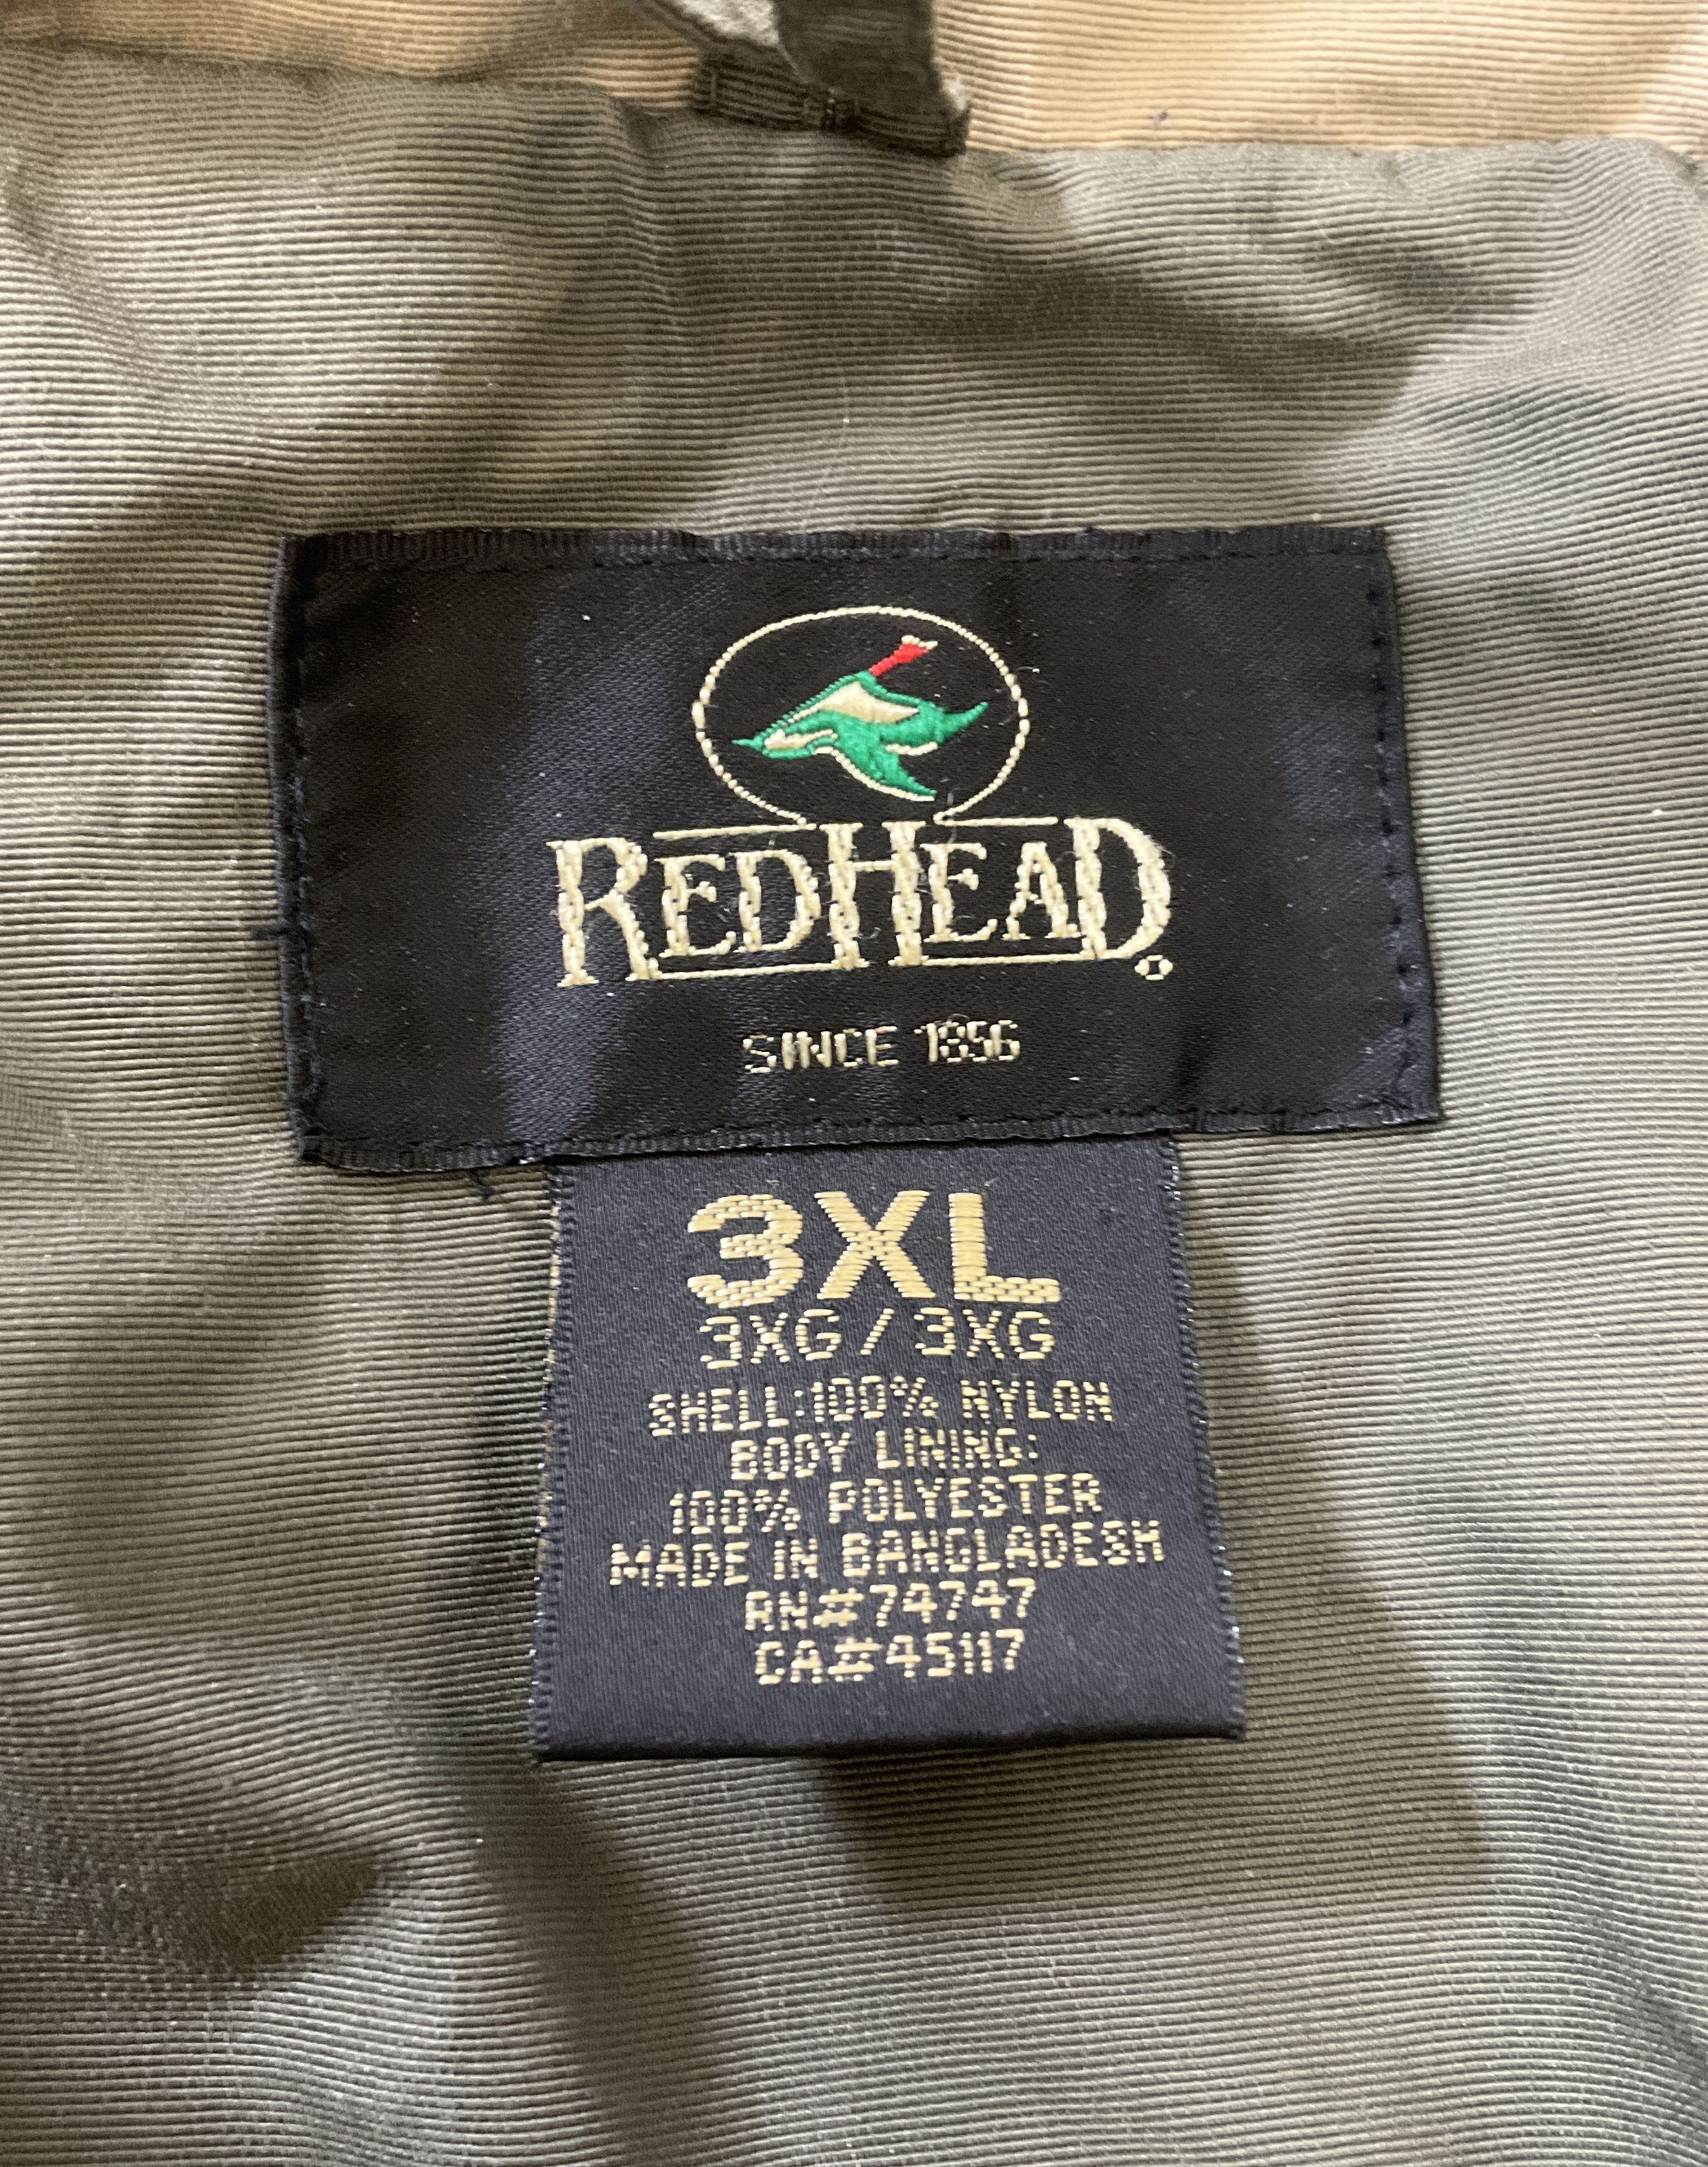 REDHEAD®
SINCE 1856
3XL
3XG / 3XG
SHELL:100% NYLON
BODY LINING:
100% POLYESTER
MADE IN BANGLADESH
RN#74747
CA#45117